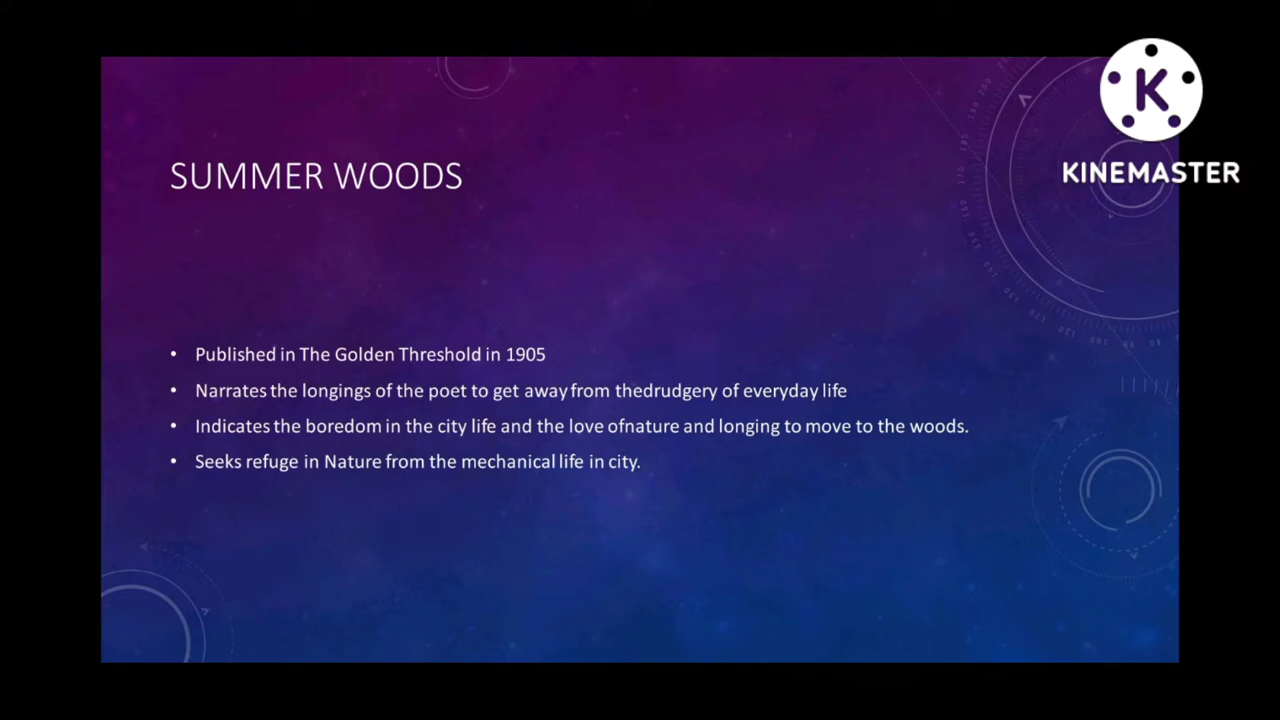 K
KINEMASTER
SUMMER WOODS
• Published in The Golden Threshold in 1905
• Narrates the longings of the poet to get away from thedrudgery of everyday life
• Indicates the boredom in the city life and the love ofnature and longing to move to the woods.
• Seeks refuge in Nature from the mechanical life in city.